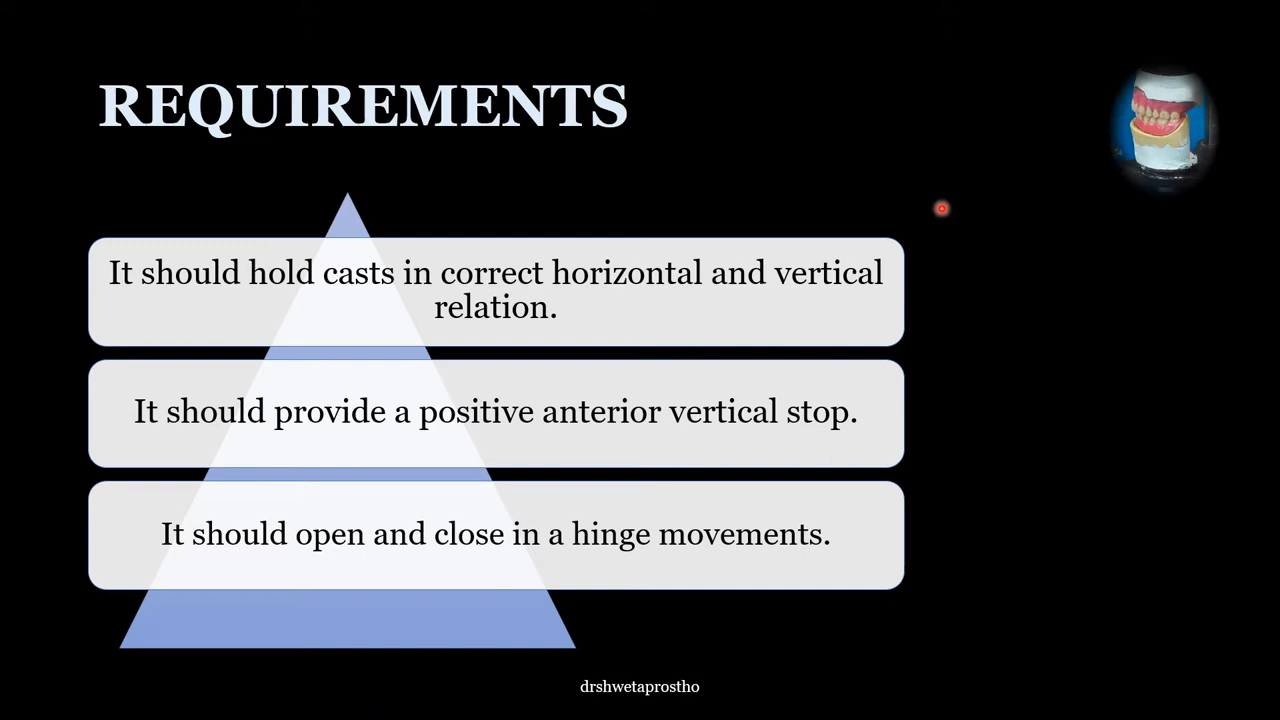 REQUIREMENTS
It should hold casts in correct horizontal and vertical
relation.
It should provide a positive anterior vertical stop.
It should open and close in a hinge movements.
drshwetaprostho